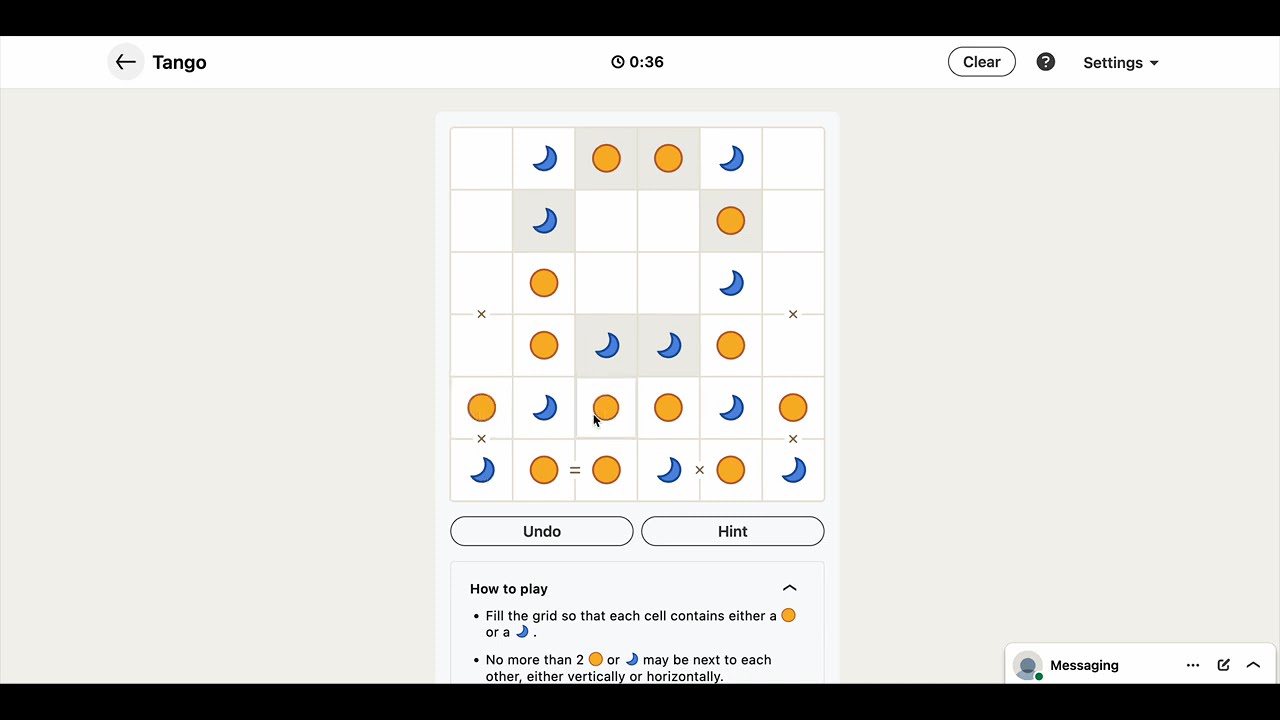 Tango
0:36
Clear
?
Settings
×
×
×
×
=
×
Undo
Hint
How to play
• Fill the grid so that each cell contains either a
or a .
• No more than 2 or may be next to each
other, either vertically or horizontally.
Messaging